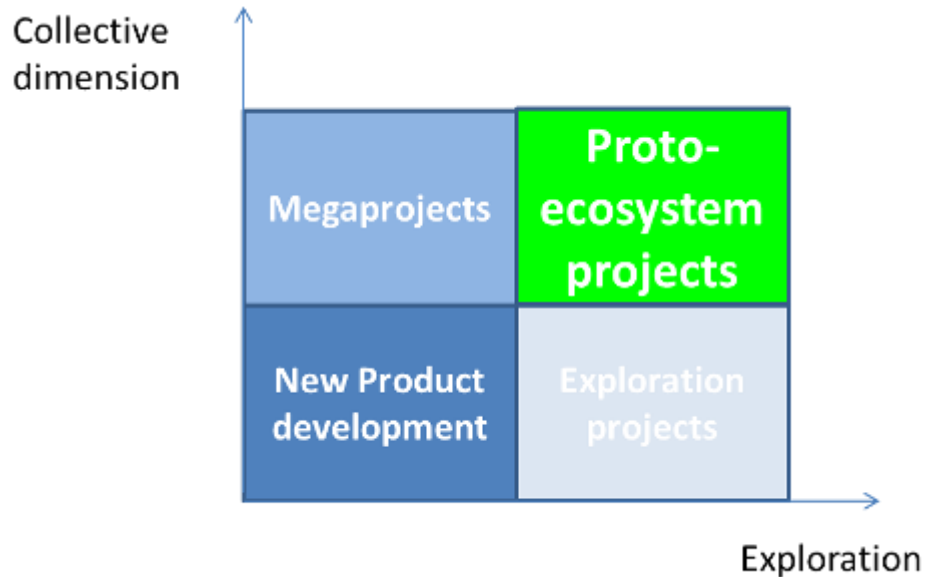 Collective
dimension
Megaprojects
Proto-
ecosystem
projects
New Product
development
Exploration
projects
Exploration